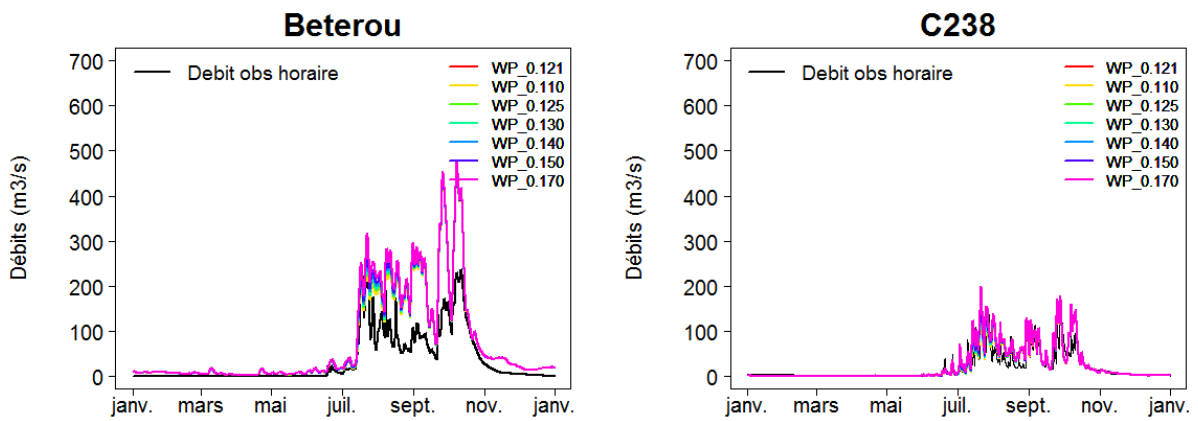 Beterou
Débits (m3/s)
700
600
500
400
300
200
100
0
Debit obs horaire
WP_0.121
WP_0.110
WP_0.125
WP_0.130
WP_0.140
WP_0.150
WP_0.170
janv. mars mai juil. sept. nov. janv.
C238
Débits (m3/s)
700
600
500
400
300
200
100
0
Debit obs horaire
WP_0.121
WP_0.110
WP_0.125
WP_0.130
WP_0.140
WP_0.150
WP_0.170
janv. mars mai juil. sept. nov. janv.